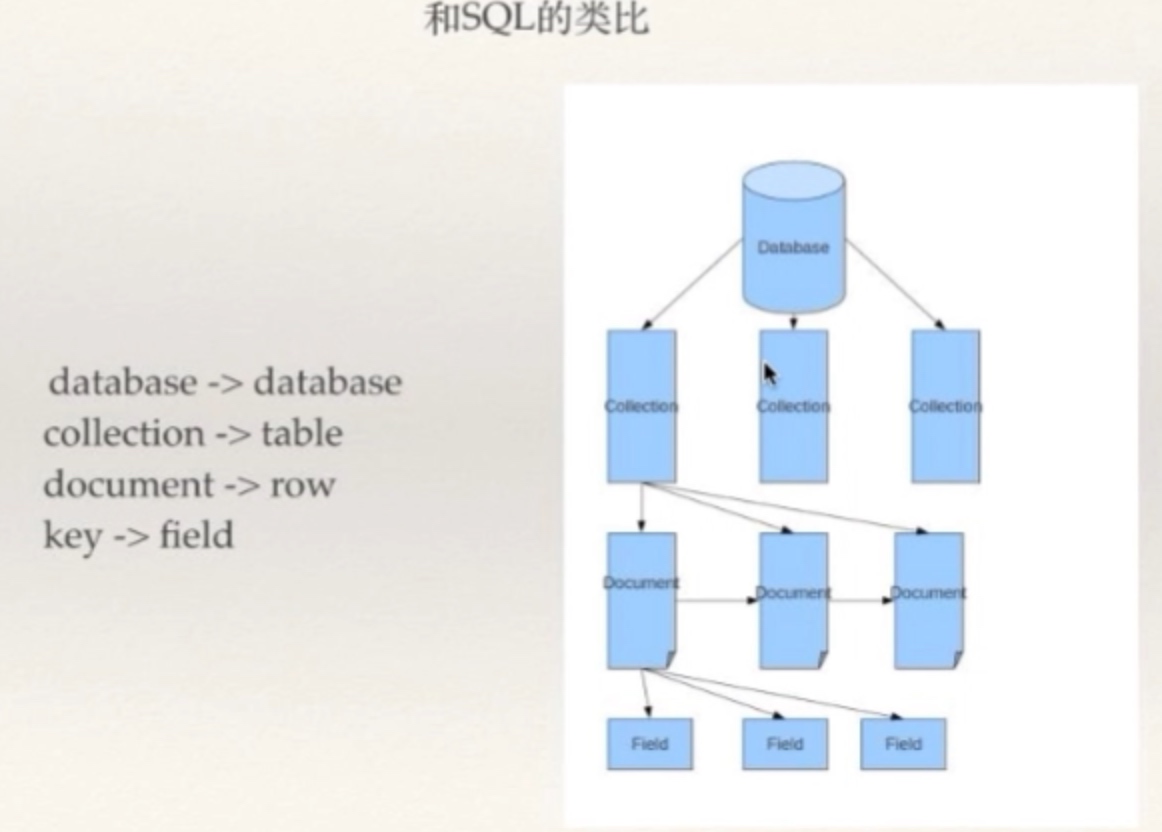 和SQL的类比
database -> database
collection -> table
document -> row
key -> field
Database
Collection
Collection
Collection
Document
Document
Document
Field
Field
Field